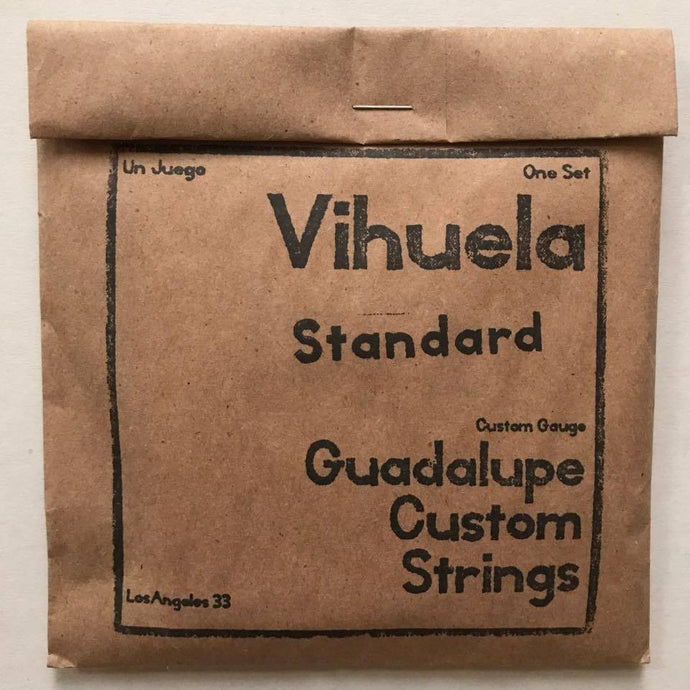 Un Juego
One Set
Vihuela
Standard
Custom Gauge
Guadalupe
Custom
Strings
Los Angeles 33